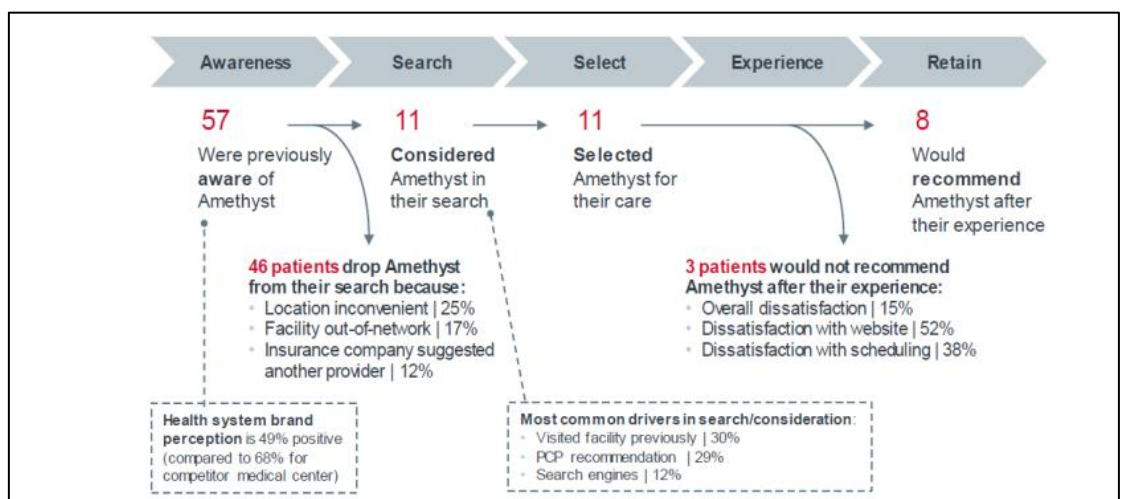 Awareness
Search
Select
Experience
Retain
57
Were previously
aware of
Amethyst
11
Considered
Amethyst in
their search
11
Selected
Amethyst for
their care
8
Would
recommend
Amethyst after
their experience
46 patients drop Amethyst
from their search because:
• Location inconvenient | 25%
• Facility out-of-network | 17%
• Insurance company suggested
another provider | 12%
3 patients would not recommend
Amethyst after their experience:
• Overall dissatisfaction | 15%
• Dissatisfaction with website | 52%
• Dissatisfaction with scheduling | 38%
Health system brand
perception is 49% positive
(compared to 68% for
competitor medical center)
Most common drivers in search/consideration:
• Visited facility previously | 30%
• PCP recommendation | 29%
• Search engines | 12%